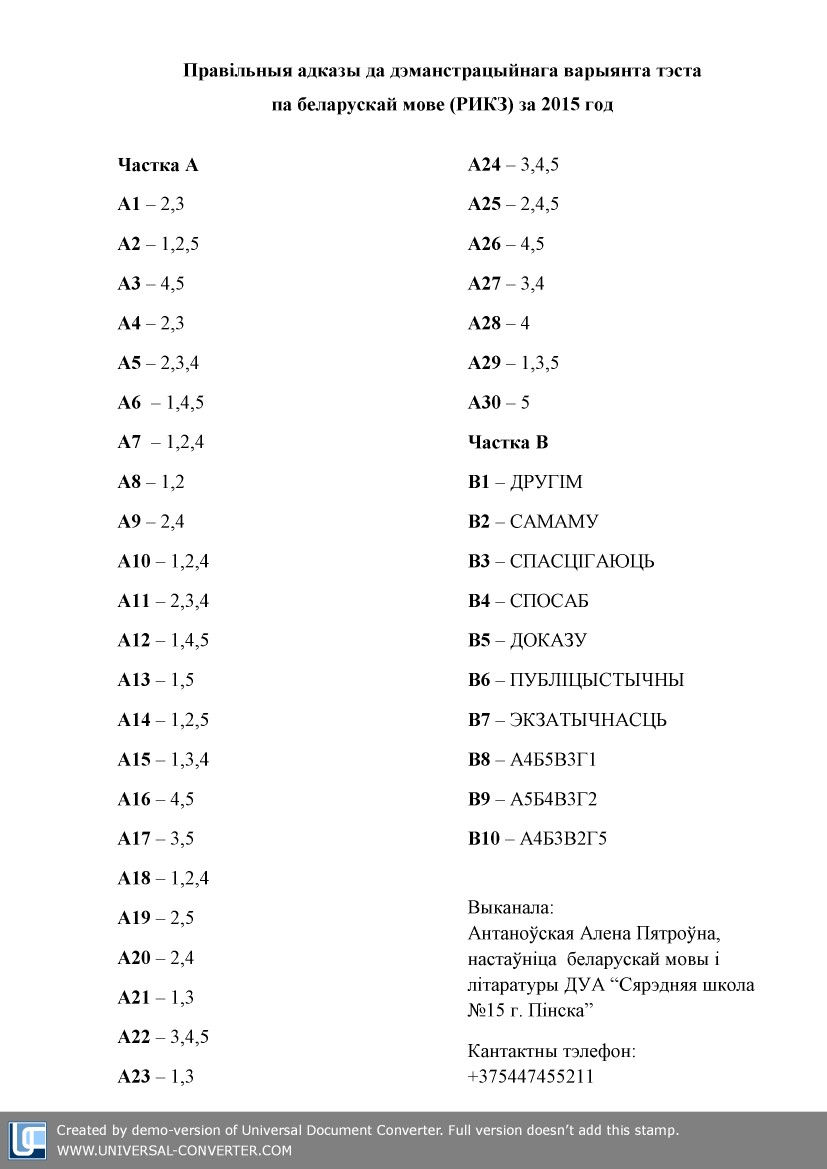 Правільныя адказы да дэманстрацыйнага варыянта тэста
па беларускай мове (РИКЗ) за 2015 год
Частка А
А1 – 2,3
А2 – 1,2,5
А3 – 4,5
А4 – 2,3
А5 – 2,3,4
А6 – 1,4,5
А7 – 1,2,4
А8 – 1,2
А9 – 2,4
А10 – 1,2,4
А11 – 2,3,4
А12 – 1,4,5
А13 – 1,5
А14 – 1,2,5
А15 – 1,3,4
А16 – 4,5
А17 – 3,5
А18 – 1,2,4
А19 – 2,5
А20 – 2,4
А21 – 1,3
А22 – 3,4,5
А23 – 1,3
А24 – 3,4,5
А25 – 2,4,5
А26 – 4,5
А27 – 3,4
А28 – 4
А29 – 1,3,5
А30 – 5
Частка В
В1 – ДРУГІМ
В2 – САМАМУ
В3 – СПАСЦІГАЮЦЬ
В4 – СПОСАБ
В5 – ДОКАЗУ
В6 – ПУБЛІЦЫСТЫЧНЫ
В7 – ЭКЗАТЫЧНАСЦЬ
В8 – А4Б5В3Г1
В9 – А5Б4В3Г2
В10 – А4Б3В2Г5
Выканала:
Антаноўская Алена Пятроўна,
настаўніца беларускай мовы і
літаратуры ДУА “Сярэдняя школа
№15 г. Пінска”
Кантактны тэлефон:
+375447455211
Created by demo-version of Universal Document Converter. Full version doesn’t add this stamp.
WWW.UNIVERSAL-CONVERTER.COM